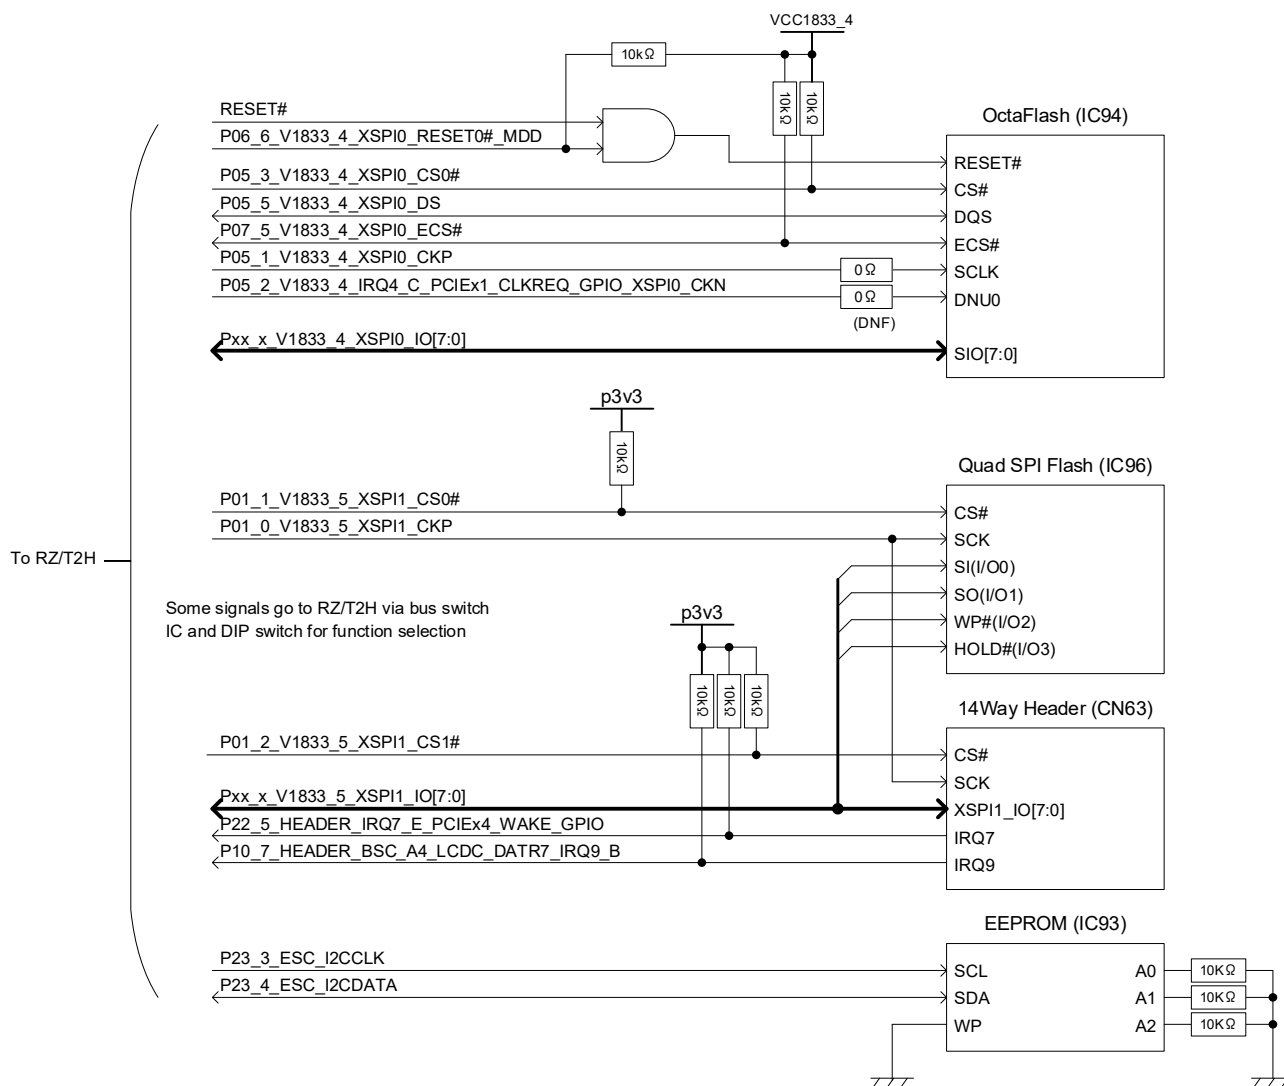 VCC1833_4
10kΩ
10kΩ
10kΩ
OctaFlash (IC94)
RESET#
P06_6_V1833_4_XSPI0_RESET0#_MDD
P05_3_V1833_4_XSPI0_CS0#
P05_5_V1833_4_XSPI0_DS
P07_5_V1833_4_XSPI0_ECS#
P05_1_V1833_4_XSPI0_CKP
P05_2_V1833_4_IRQ4_C_PCIEx1_CLKREQ_GPIO_XSPI0_CKN
Pxx_x_V1833_4_XSPI0_IO[7:0]
0Ω
0Ω
(DNF)
RESET#
CS#
DQS
ECS#
SCLK
DNU0
SIO[7:0]
p3v3
10kΩ
Quad SPI Flash (IC96)
P01_1_V1833_5_XSPI1_CS0#
P01_0_V1833_5_XSPI1_CKP
CS#
SCK
SI(I/O0)
SO(I/O1)
WP#(I/O2)
HOLD#(I/O3)
To RZ/T2H
Some signals go to RZ/T2H via bus switch
IC and DIP switch for function selection
p3v3
10kΩ
10kΩ
10kΩ
14Way Header (CN63)
P01_2_V1833_5_XSPI1_CS1#
Pxx_x_V1833_5_XSPI1_IO[7:0]
P22_5_HEADER_IRQ7_E_PCIEx4_WAKE_GPIO
P10_7_HEADER_BSC_A4_LCDC_DATR7_IRQ9_B
CS#
SCK
XSPI1_IO[7:0]
IRQ7
IRQ9
EEPROM (IC93)
P23_3_ESC_I2CCLK
P23_4_ESC_I2CDATA
SCL
SDA
WP
A0
A1
A2
10KΩ
10KΩ
10KΩ